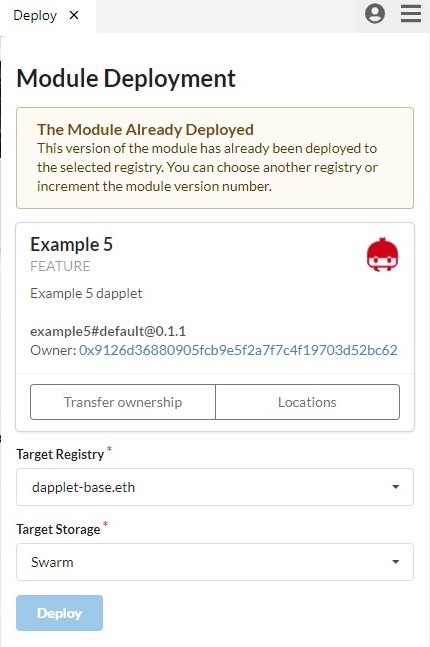 Deploy ×
Module Deployment
The Module Already Deployed
This version of the module has already been deployed to
the selected registry. You can choose another registry or
increment the module version number.
Example 5
FEATURE
Example 5 dapplet
example5#default@0.1.1
Owner: 0x9126d36880905fcb9e5f2a7f7c4f19703d52bc62
Transfer ownership
Locations
Target Registry *
dapplet-base.eth
Target Storage *
Swarm
Deploy